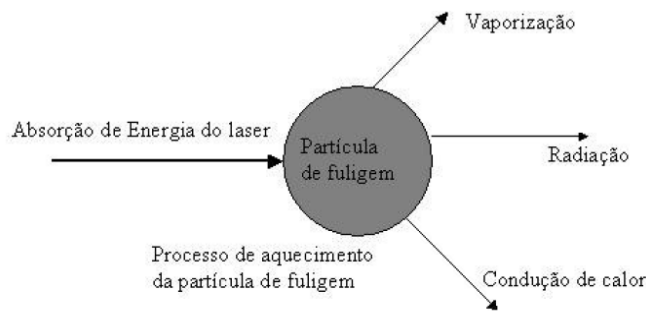 Vaporização
Absorção de Energia do laser
Partícula
de fuligem
Radiação
Processo de aquecimento
da partícula de fuligem
Condução de calor